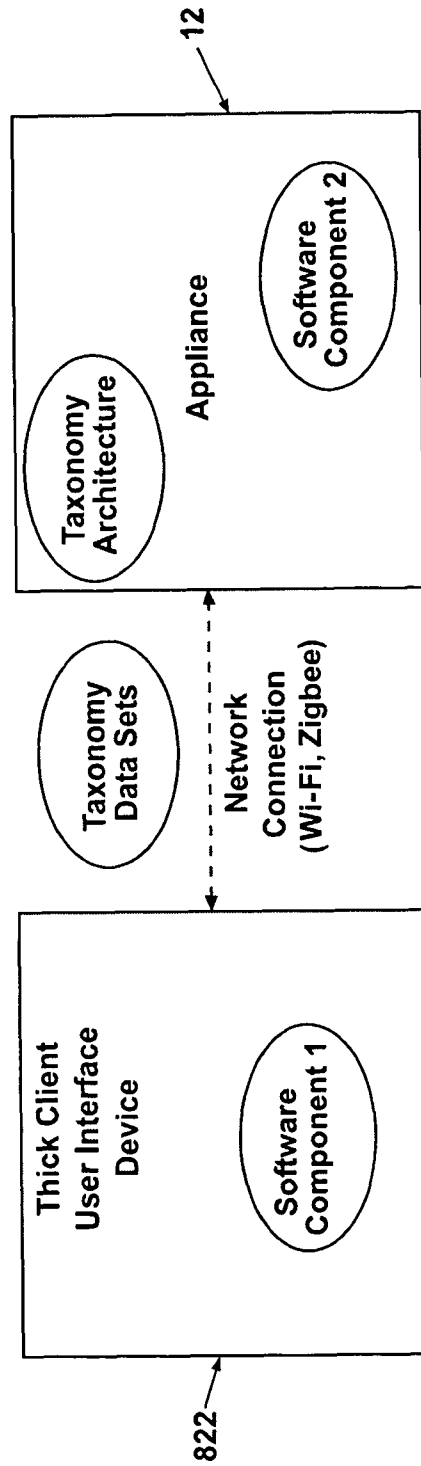 822
Thick Client
User Interface
Device
Software
Component 1
Taxonomy
Data Sets
Network
Connection
(Wi-Fi, Zigbee)
Taxonomy
Architecture
Appliance
Software
Component 2
12